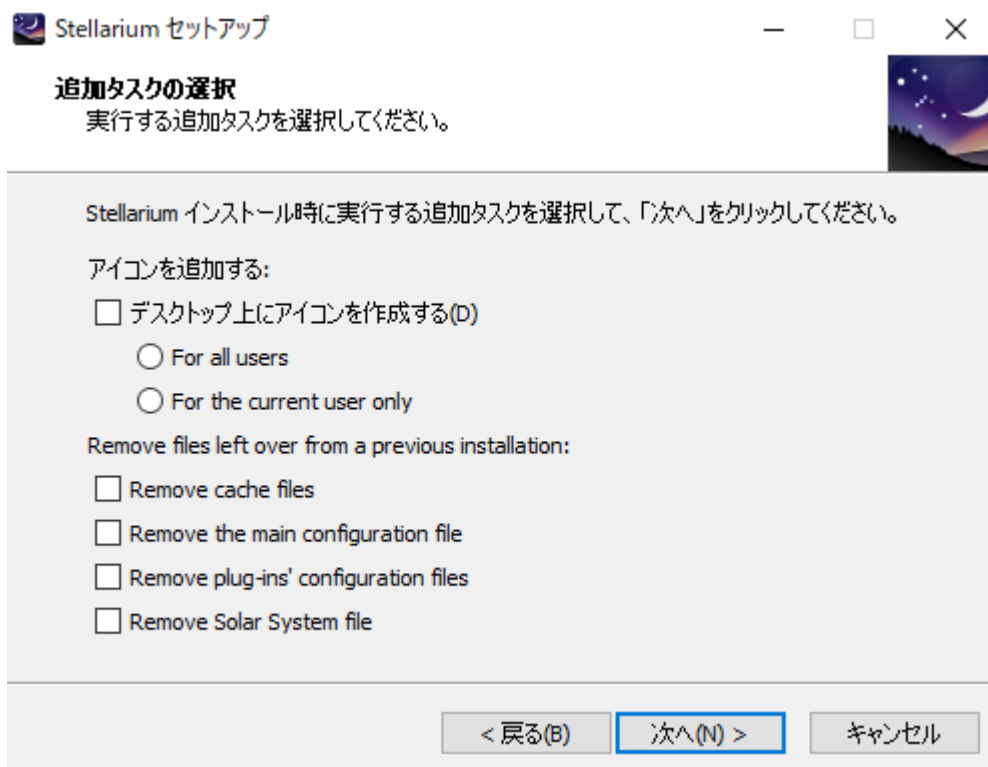 Stellarium セットアップ
追加タスクの選択
実行する追加タスクを選択してください。
Stellarium インストール時に実行する追加タスクを選択して、「次へ」をクリックしてください。
アイコンを追加する:
デスクトップ上にアイコンを作成する(D)
For all users
For the current user only
Remove files left over from a previous installation:
Remove cache files
Remove the main configuration file
Remove plug-ins' configuration files
Remove Solar System file
< 戻る(B) 次へ(N) > キャンセル